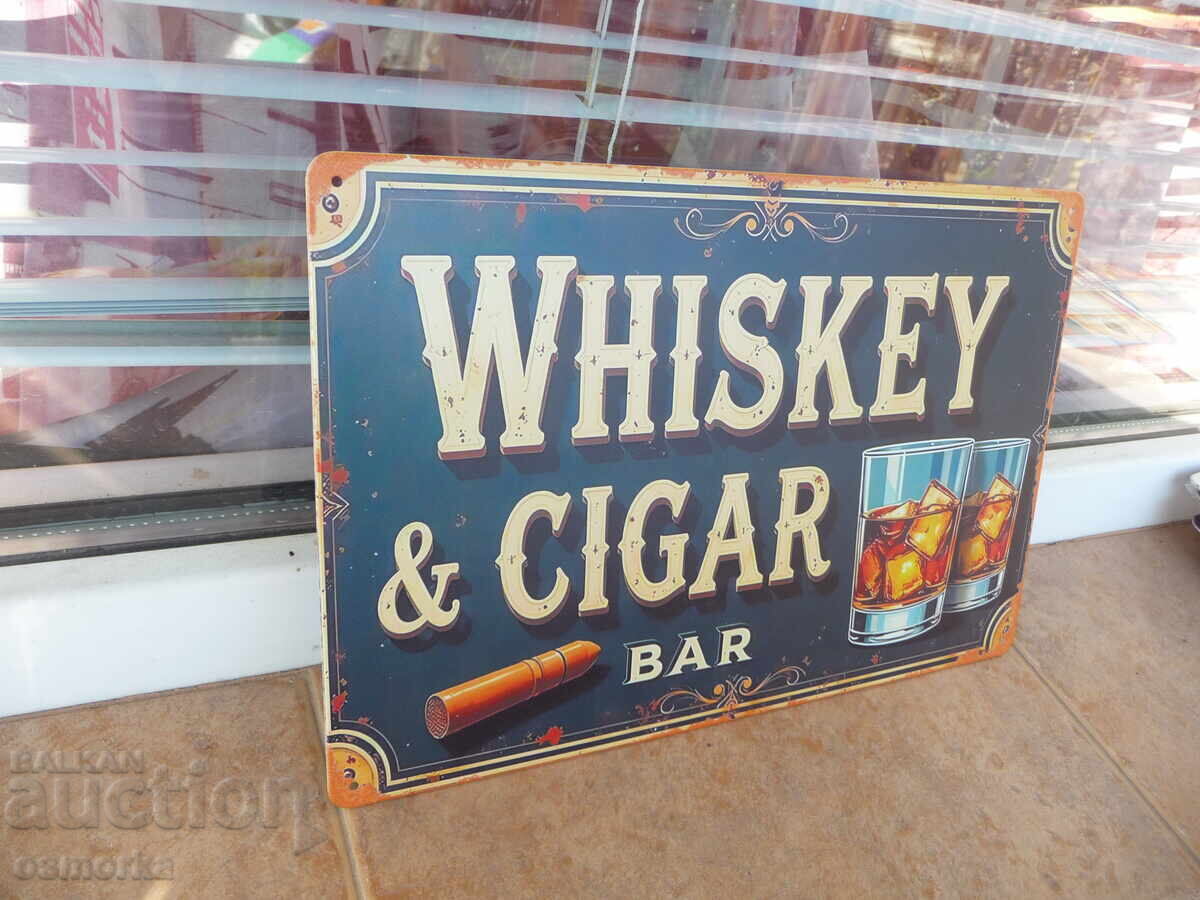 WHISKEY
& CIGAR
BAR
BALKAN
auction
osmorka